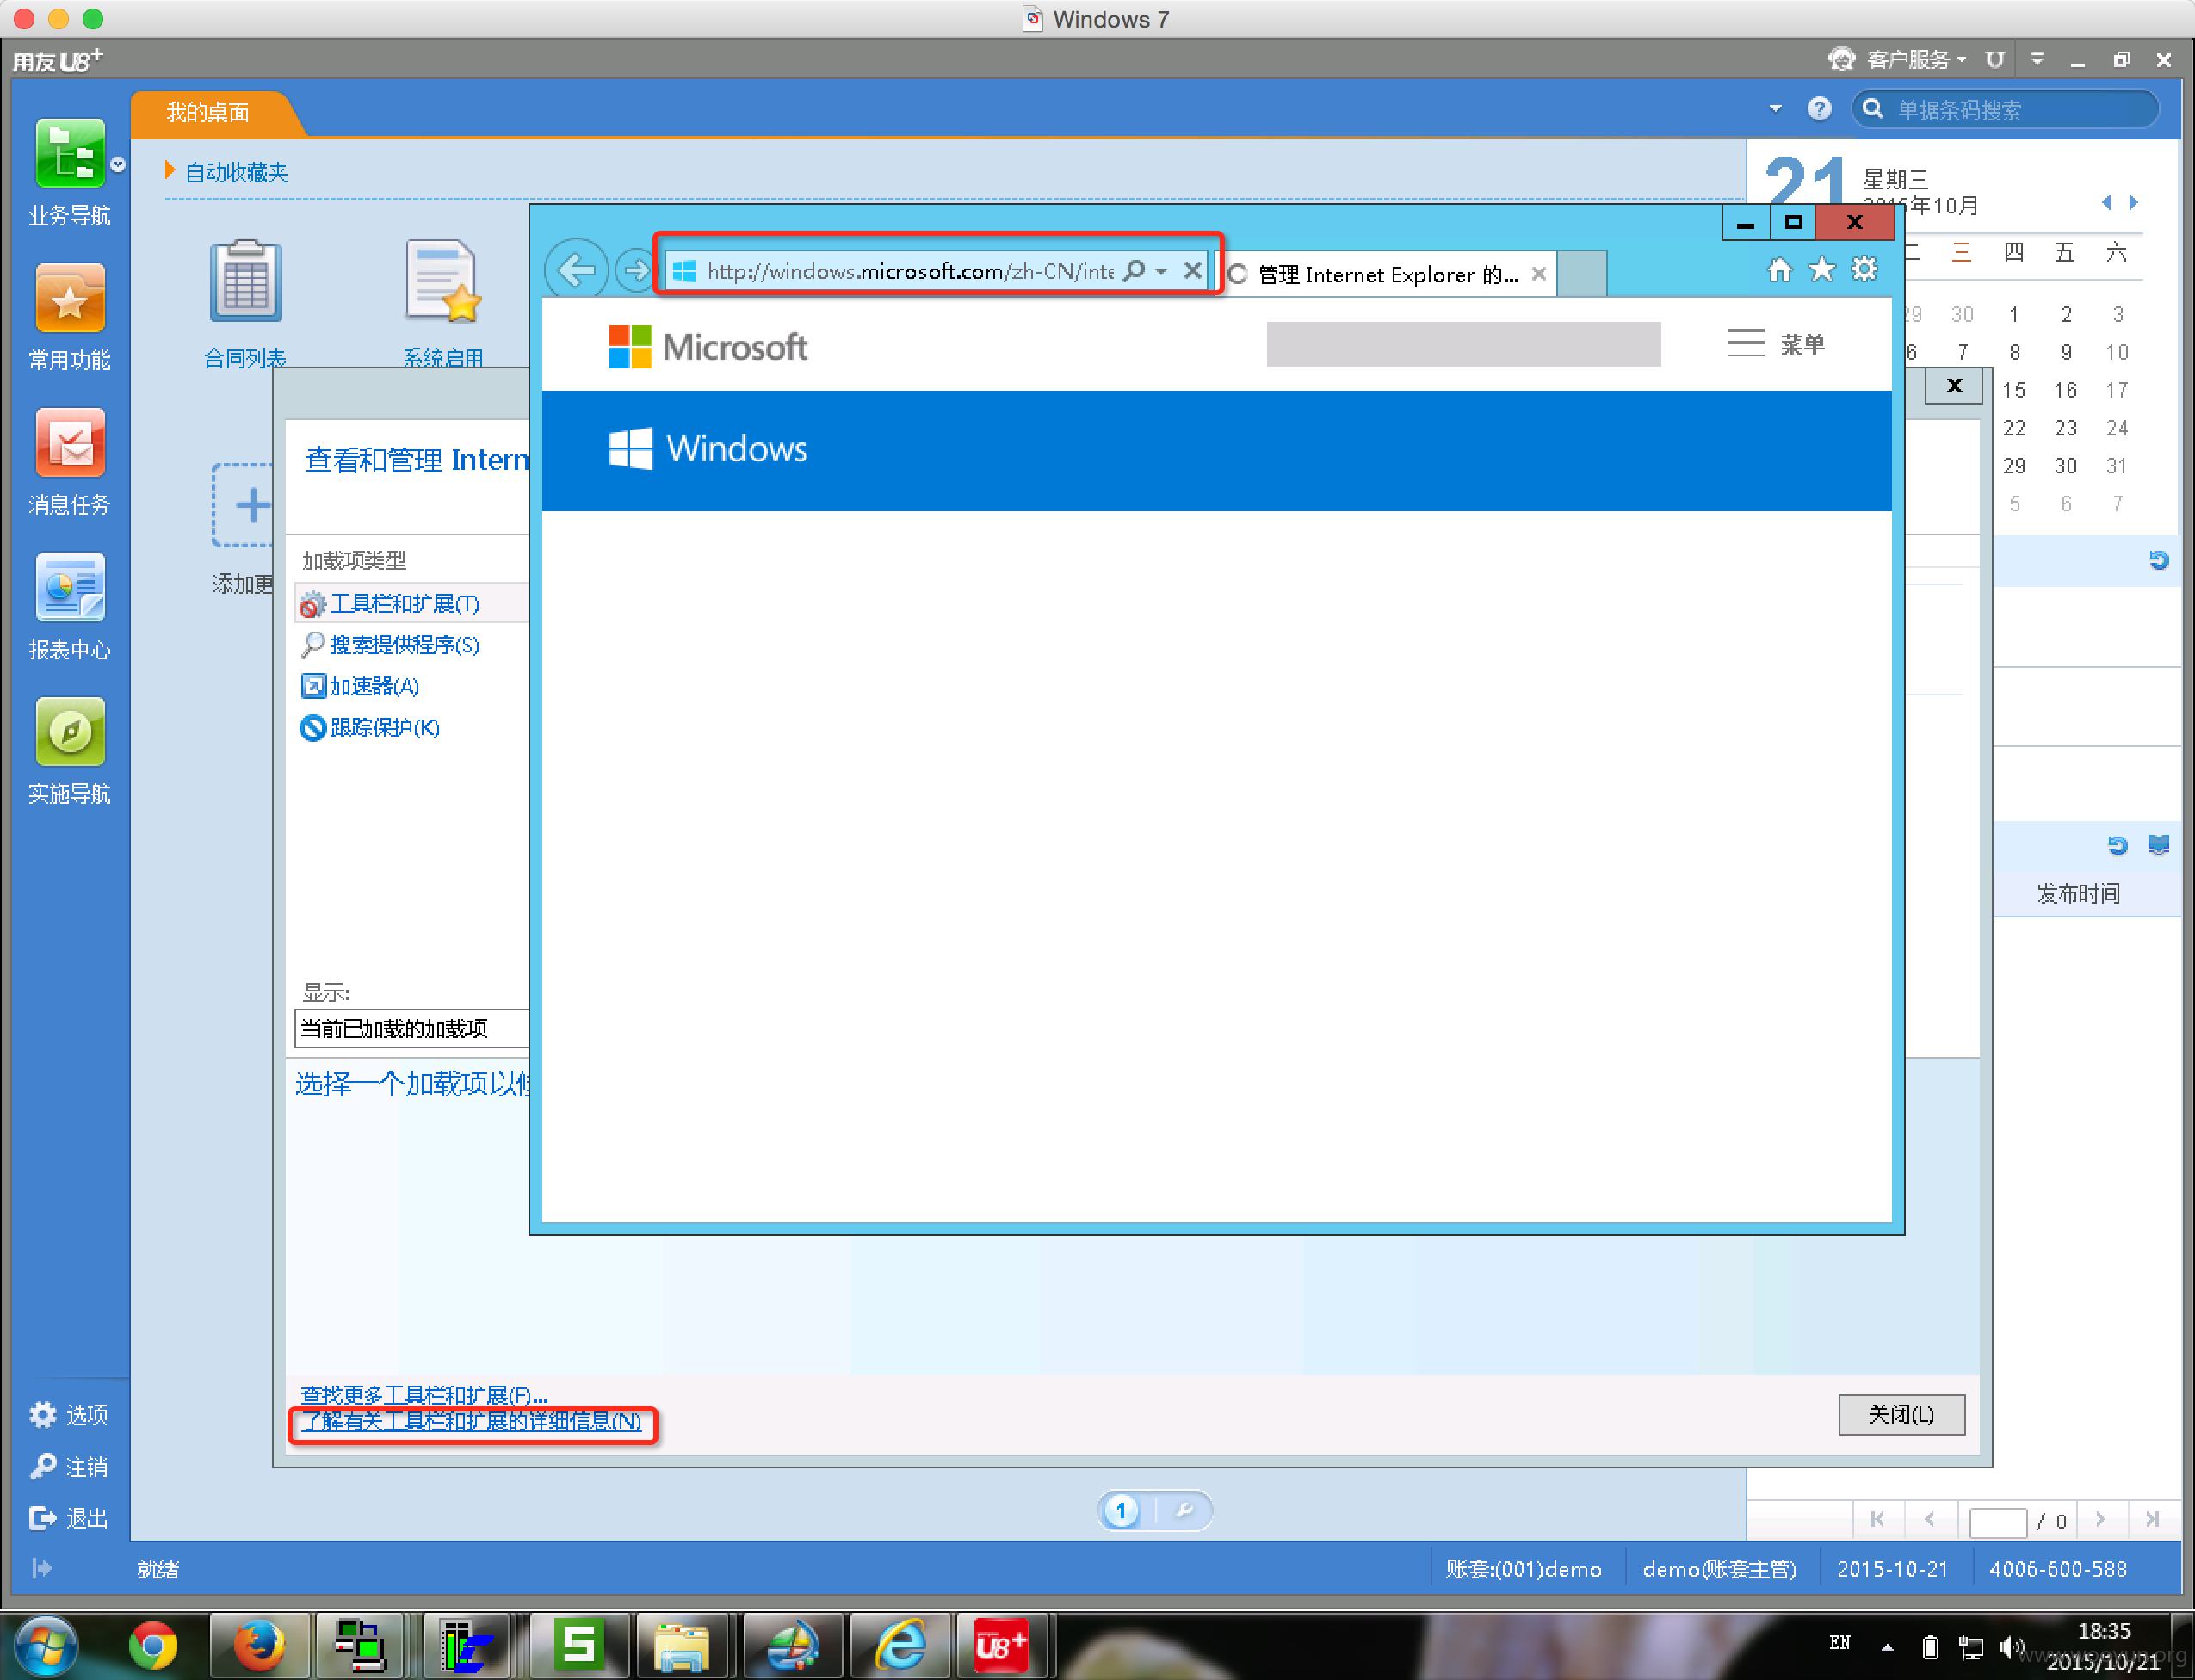 Windows 7
用友 U8+
客户服务
我的桌面
单据条码搜索
业务导航
常用功能
消息任务
报表中心
实施导航
自动收藏夹
合同列表
系统启用
添加更
21
星期三
2015年10月
二 三 四 五 六
29 30 1 2 3
6 7 8 9 10
15 16 17
22 23 24
29 30 31
5 6 7
http://windows.microsoft.com/zh-CN/inte
管理 Internet Explorer 的...
Microsoft
菜单
Windows
查看和管理 Intern
加载项类型
工具栏和扩展(T)
搜索提供程序(S)
加速器(A)
跟踪保护(K)
显示:
当前已加载的加载项
选择一个加载项以
查找更多工具栏和扩展(F)...
了解有关工具栏和扩展的详细信息(N)
关闭(L)
发布时间
1
/ 0
选项
注销
退出
就绪
账套:(001)demo
demo(账套主管)
2015-10-21
4006-600-588
S
U8+
EN
18:35
2015/10/21
www.wooyun.org